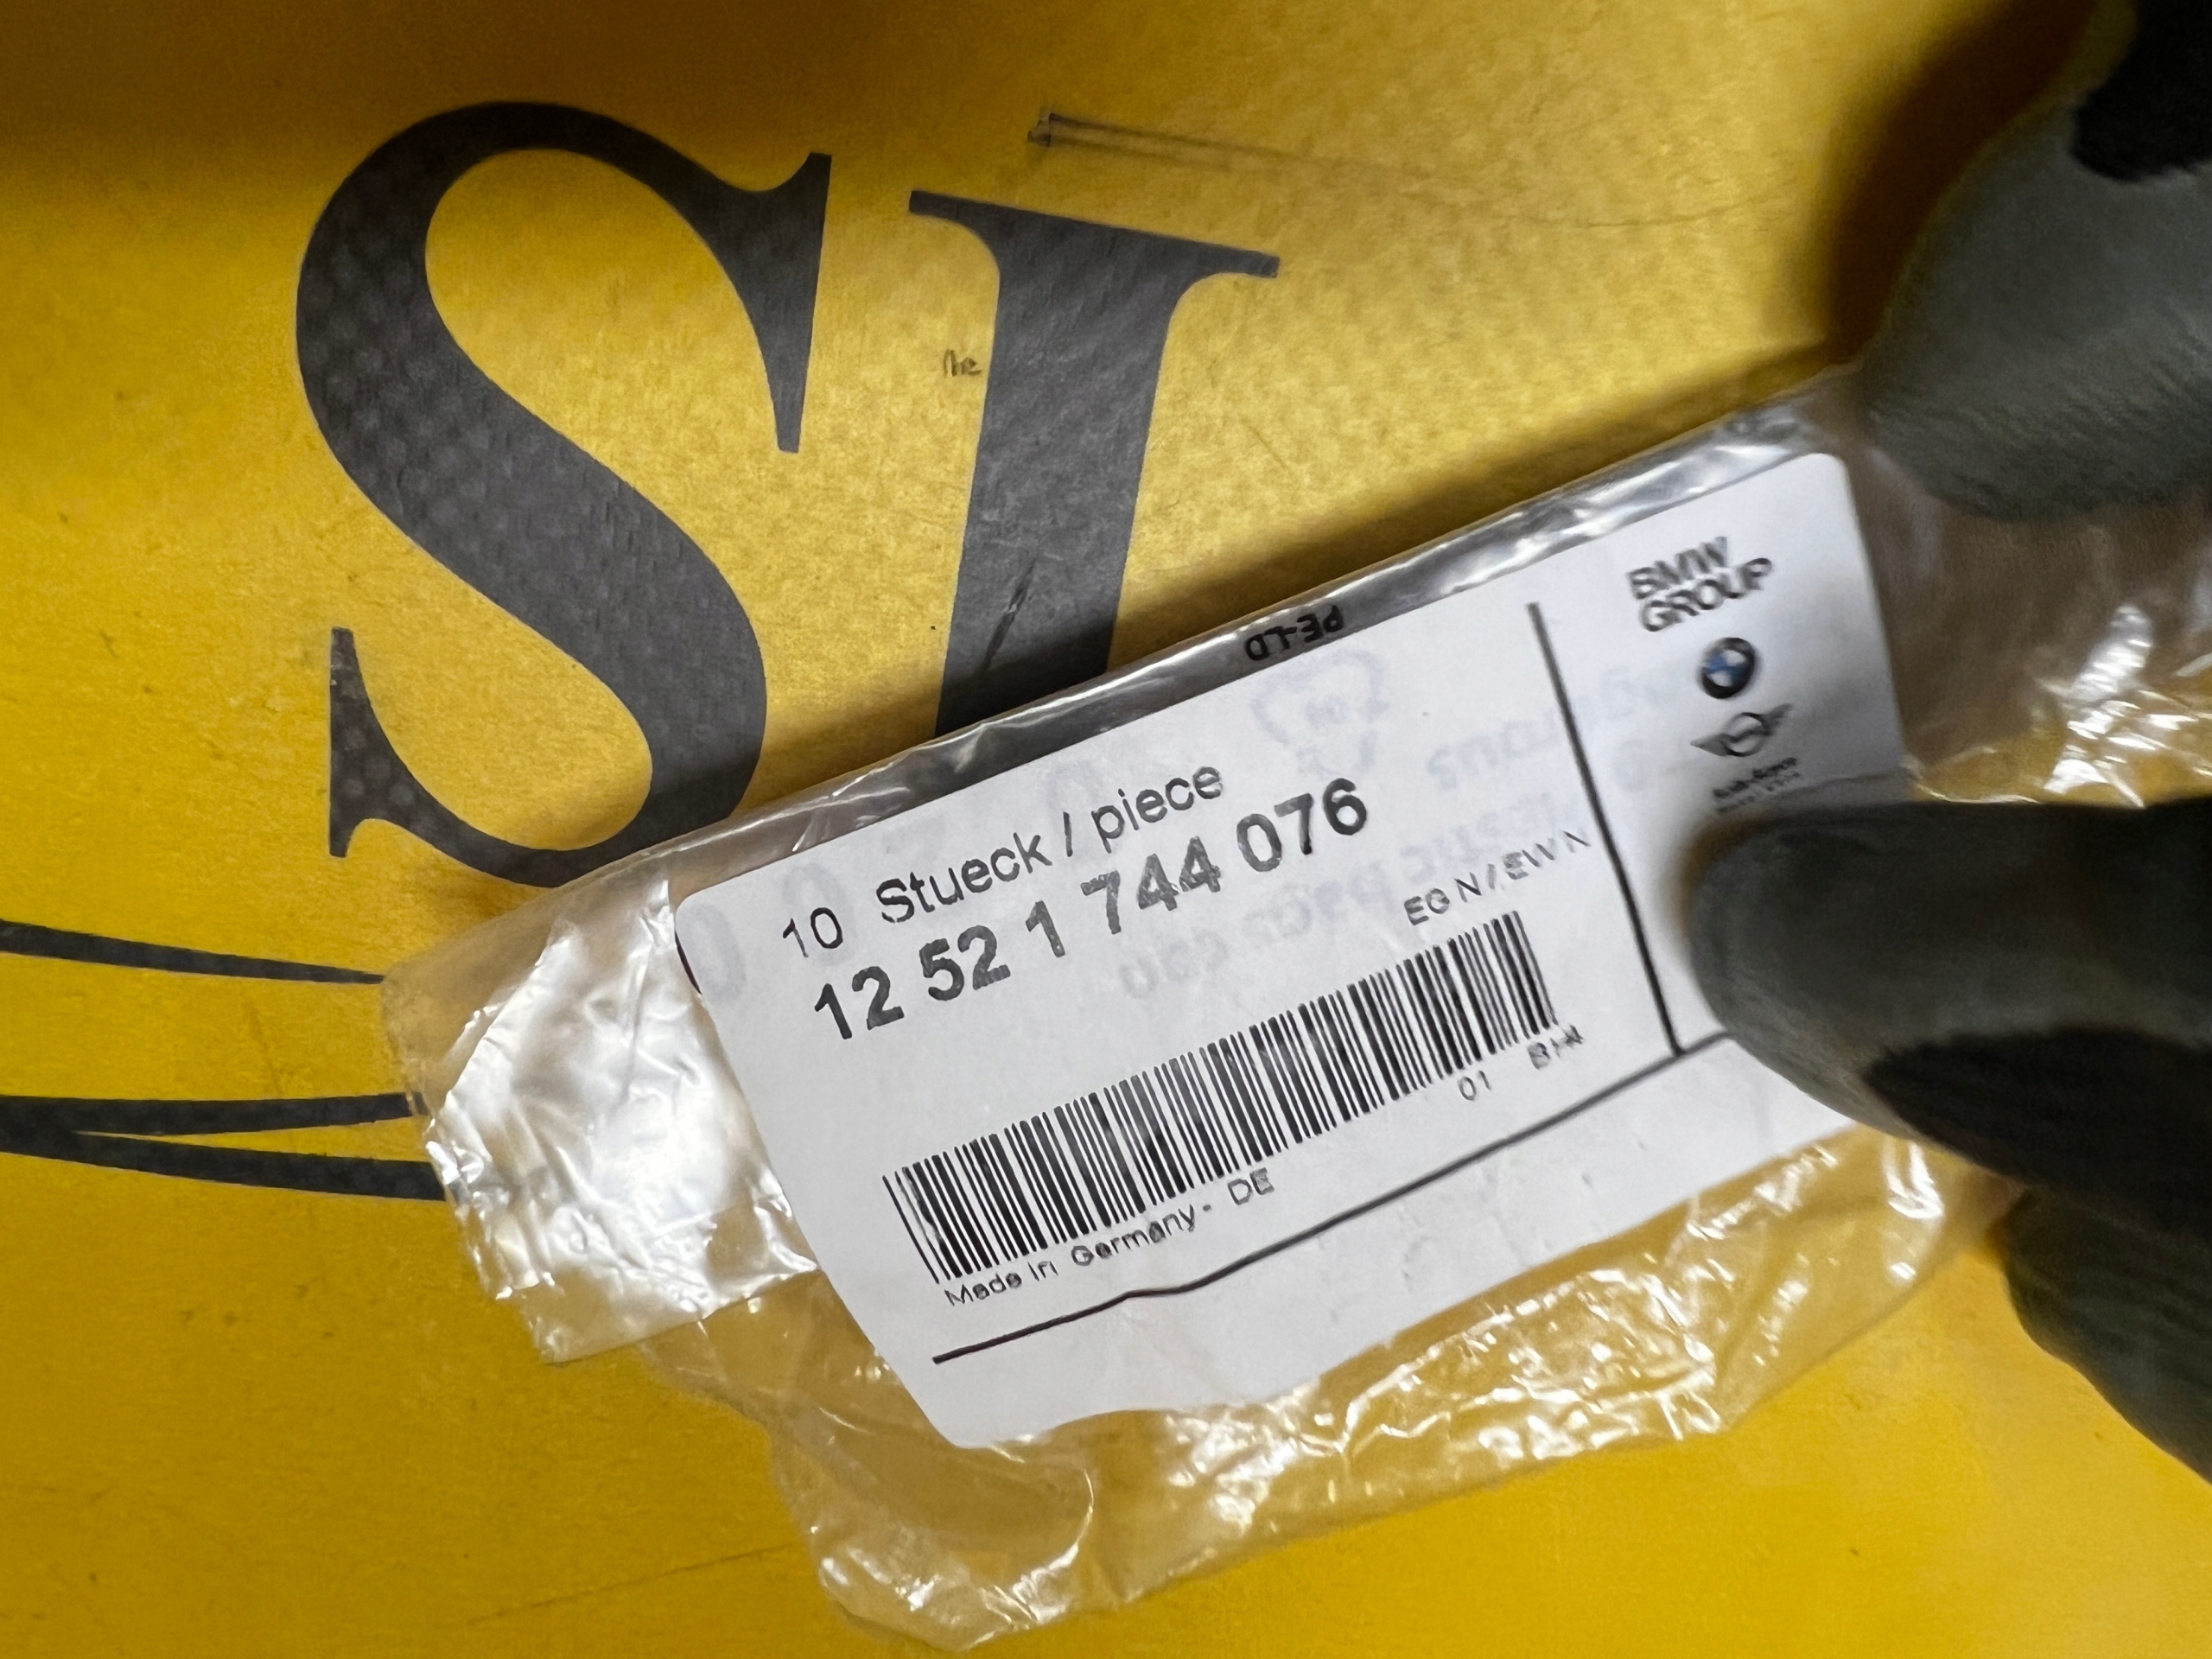 SI
PE-LD
BMW
GROUP
10 Stueck / piece
12 52 1 744 076
EG N / EWN
01
Made in Germany - DE